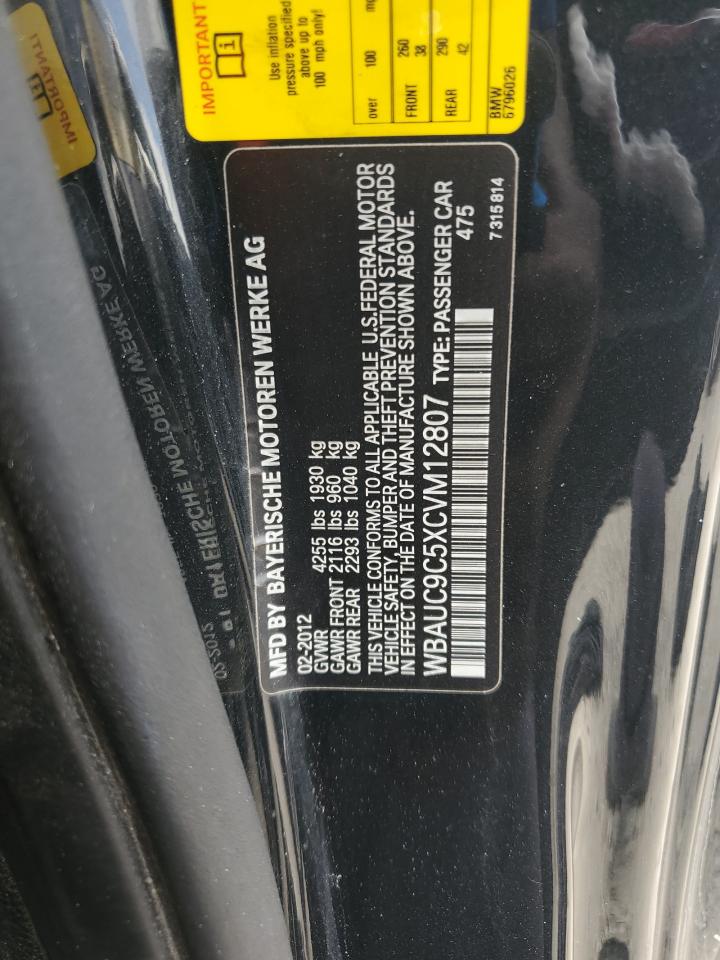 IMPORTANT
Use inflation
pressure specified
above up to
100 mph only!
over 100
FRONT 260
38
REAR 290
42
BMW
6796026
MFD BY BAYERISCHE MOTOREN WERKE AG
02-2012
GVWR 4255 lbs 1930 kg
GAWR FRONT 2116 lbs 960 kg
GAWR REAR 2293 lbs 1040 kg
THIS VEHICLE CONFORMS TO ALL APPLICABLE U.S.FEDERAL MOTOR
VEHICLE SAFETY, BUMPER AND THEFT PREVENTION STANDARDS
IN EFFECT ON THE DATE OF MANUFACTURE SHOWN ABOVE.
WBAUC9C5XCVM12807 TYPE: PASSENGER CAR
475
7 315 814